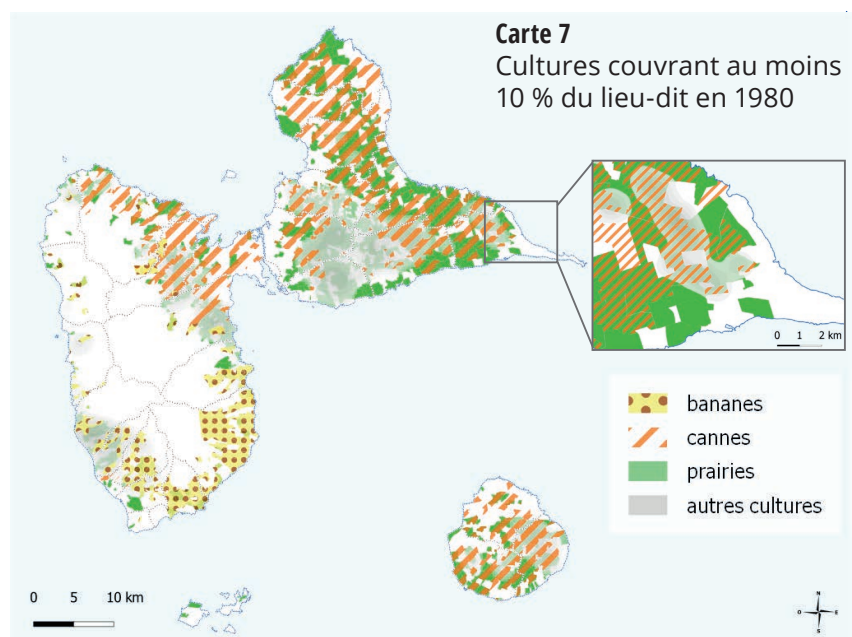 Carte 7
Cultures couvrant au moins
10 % du lieu-dit en 1980
0 1 2 km
bananes
cannes
prairies
autres cultures
0 5 10 km
N
O E
S